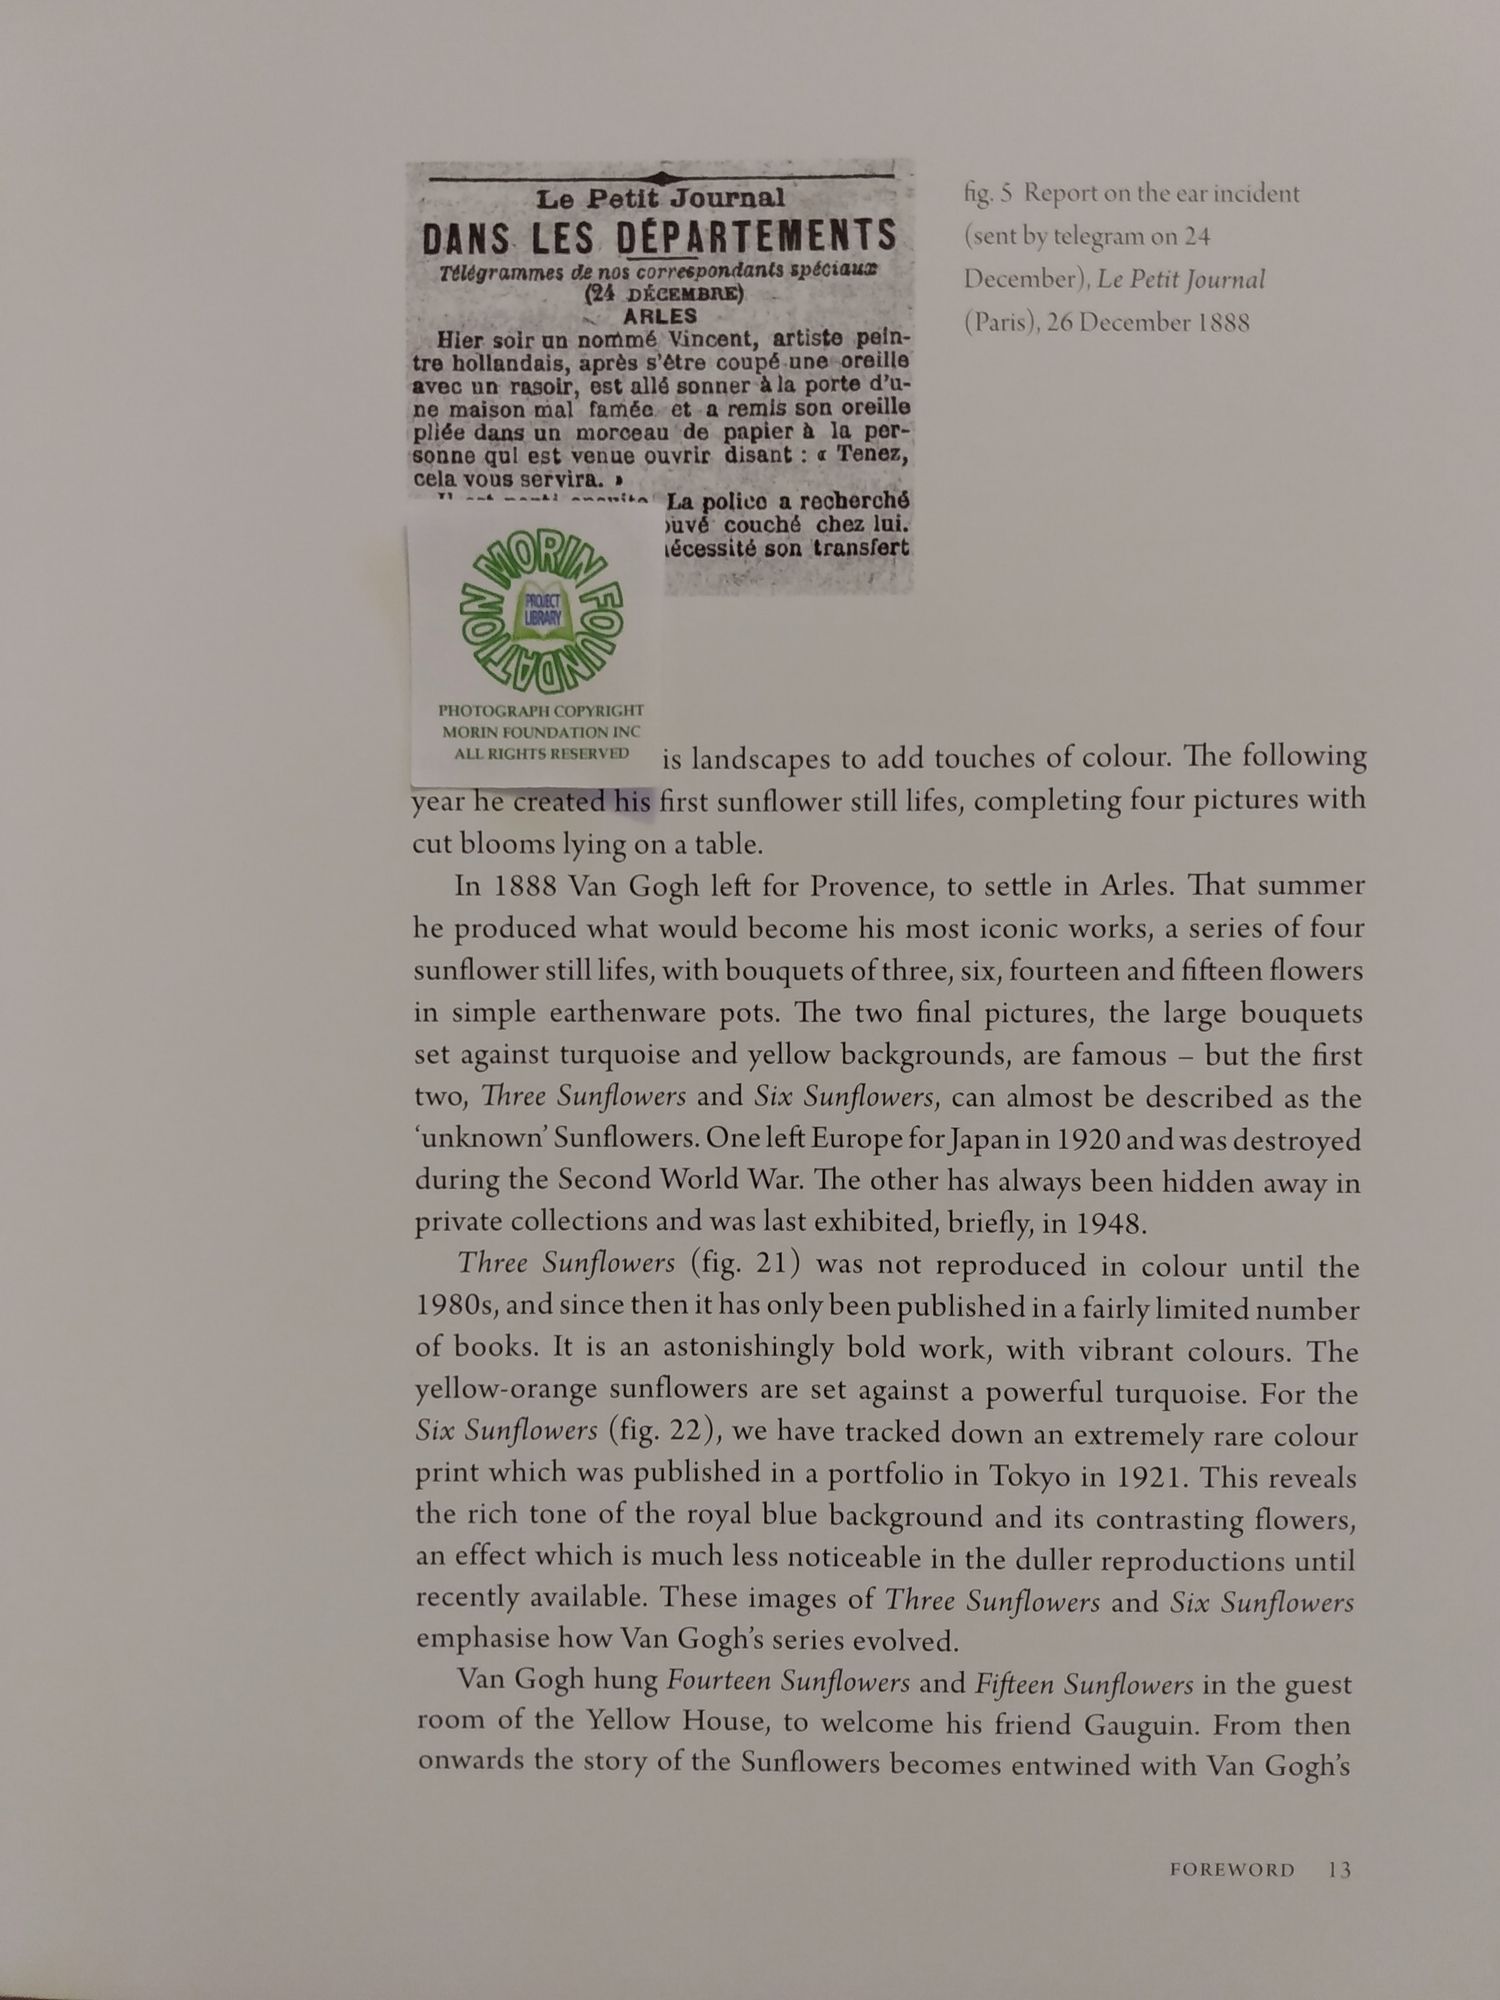 Le Petit Journal
DANS LES DÉPARTEMENTS
Télégrammes de nos correspondants spéciaux
(24 DÉCEMBRE)
ARLES
Hier soir un nommé Vincent, artiste pein-
tre hollandais, après s'être coupé une oreille
avec un rasoir, est allé sonner à la porte d'u-
ne maison mal famée et a remis son oreille
pliée dans un morceau de papier à la per-
sonne qui est venue ouvrir disant : « Tenez,
cela vous servira. »
La police a recherché
couché chez lui.
son transfert
fig. 5 Report on the ear incident
(sent by telegram on 24
December), Le Petit Journal
(Paris), 26 December 1888
MORIN FOUNDATION
PROJECT
LIBRARY
PHOTOGRAPH COPYRIGHT
MORIN FOUNDATION INC
ALL RIGHTS RESERVED
landscapes to add touches of colour. The following
year he created his first sunflower still lifes, completing four pictures with
cut blooms lying on a table.
In 1888 Van Gogh left for Provence, to settle in Arles. That summer
he produced what would become his most iconic works, a series of four
sunflower still lifes, with bouquets of three, six, fourteen and fifteen flowers
in simple earthenware pots. The two final pictures, the large bouquets
set against turquoise and yellow backgrounds, are famous – but the first
two, Three Sunflowers and Six Sunflowers, can almost be described as the
‘unknown’ Sunflowers. One left Europe for Japan in 1920 and was destroyed
during the Second World War. The other has always been hidden away in
private collections and was last exhibited, briefly, in 1948.
Three Sunflowers (fig. 21) was not reproduced in colour until the
1980s, and since then it has only been published in a fairly limited number
of books. It is an astonishingly bold work, with vibrant colours. The
yellow-orange sunflowers are set against a powerful turquoise. For the
Six Sunflowers (fig. 22), we have tracked down an extremely rare colour
print which was published in a portfolio in Tokyo in 1921. This reveals
the rich tone of the royal blue background and its contrasting flowers,
an effect which is much less noticeable in the duller reproductions until
recently available. These images of Three Sunflowers and Six Sunflowers
emphasise how Van Gogh’s series evolved.
Van Gogh hung Fourteen Sunflowers and Fifteen Sunflowers in the guest
room of the Yellow House, to welcome his friend Gauguin. From then
onwards the story of the Sunflowers becomes entwined with Van Gogh’s
FOREWORD 13